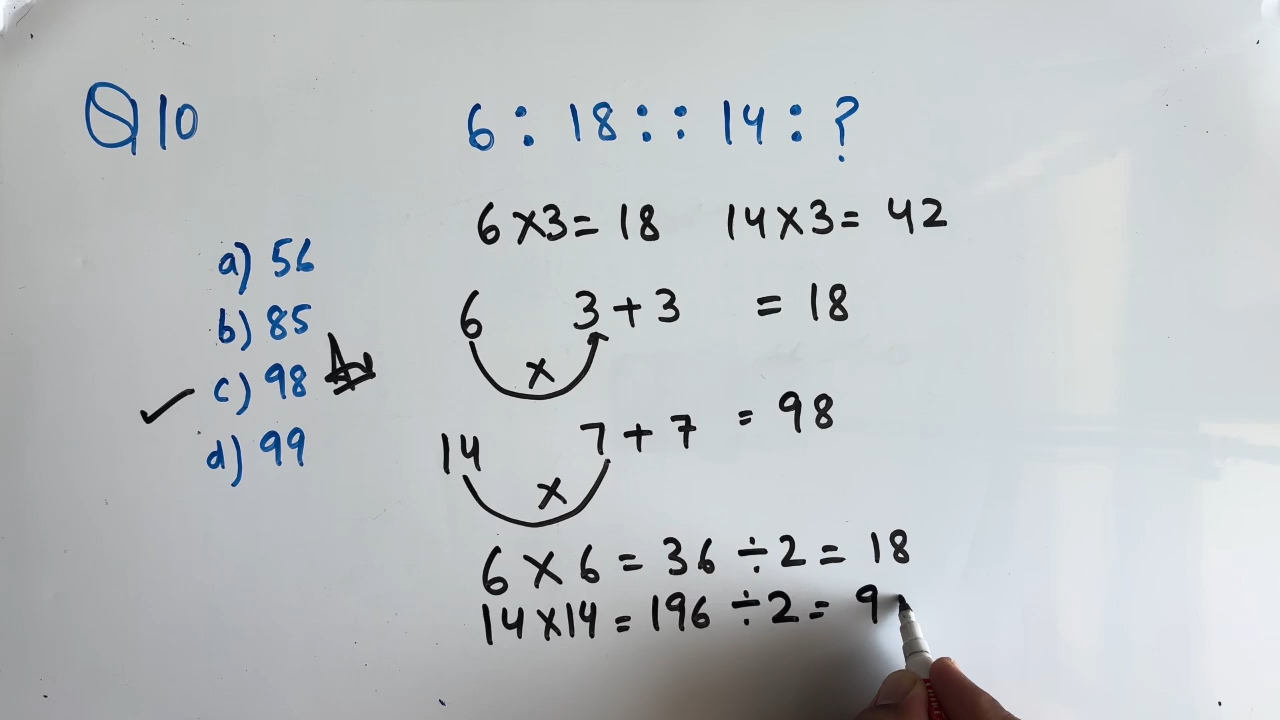 Q10
6 : 18 :: 14 : ?
6 × 3 = 18 14 × 3 = 42
a) 56
b) 85
c) 98
d) 99
6 × 3 + 3 = 18
14 × 7 + 7 = 98
6 × 6 = 36 ÷ 2 = 18
14 × 14 = 196 ÷ 2 = 9